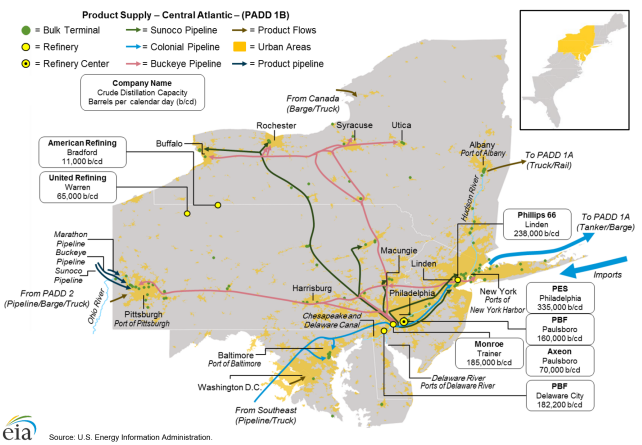 Product Supply – Central Atlantic – (PADD 1B)
= Bulk Terminal
= Sunoco Pipeline
= Product Flows
= Refinery
= Colonial Pipeline
= Urban Areas
= Refinery Center
= Buckeye Pipeline
= Product pipeline
Company Name
Crude Distillation Capacity
Barrels per calendar day (b/cd)
From Canada
(Barge/Truck)
Rochester
Syracuse
Utica
Buffalo
American Refining
Bradford
11,000 b/cd
Albany
Port of Albany
To PADD 1A
(Truck/Rail)
United Refining
Warren
65,000 b/cd
Hudson River
Phillips 66
Linden
238,000 b/cd
To PADD 1A
(Tanker/Barge)
Marathon
Pipeline
Buckeye
Pipeline
Sunoco
Pipeline
Macungie
Linden
Imports
From PADD 2
(Pipeline/Barge/Truck)
Ohio River
Pittsburgh
Port of Pittsburgh
Harrisburg
Philadelphia
New York
Ports of
New York Harbor
PES
Philadelphia
335,000 b/cd
Chesapeake and
Delaware Canal
PBF
Paulsboro
160,000 b/cd
Monroe
Trainer
185,000 b/cd
Axeon
Paulsboro
70,000 b/cd
Baltimore
Port of Baltimore
Washington D.C.
Delaware River
Ports of Delaware River
PBF
Delaware City
182,200 b/cd
From Southeast
(Pipeline/Truck)
eia
Source: U.S. Energy Information Administration.